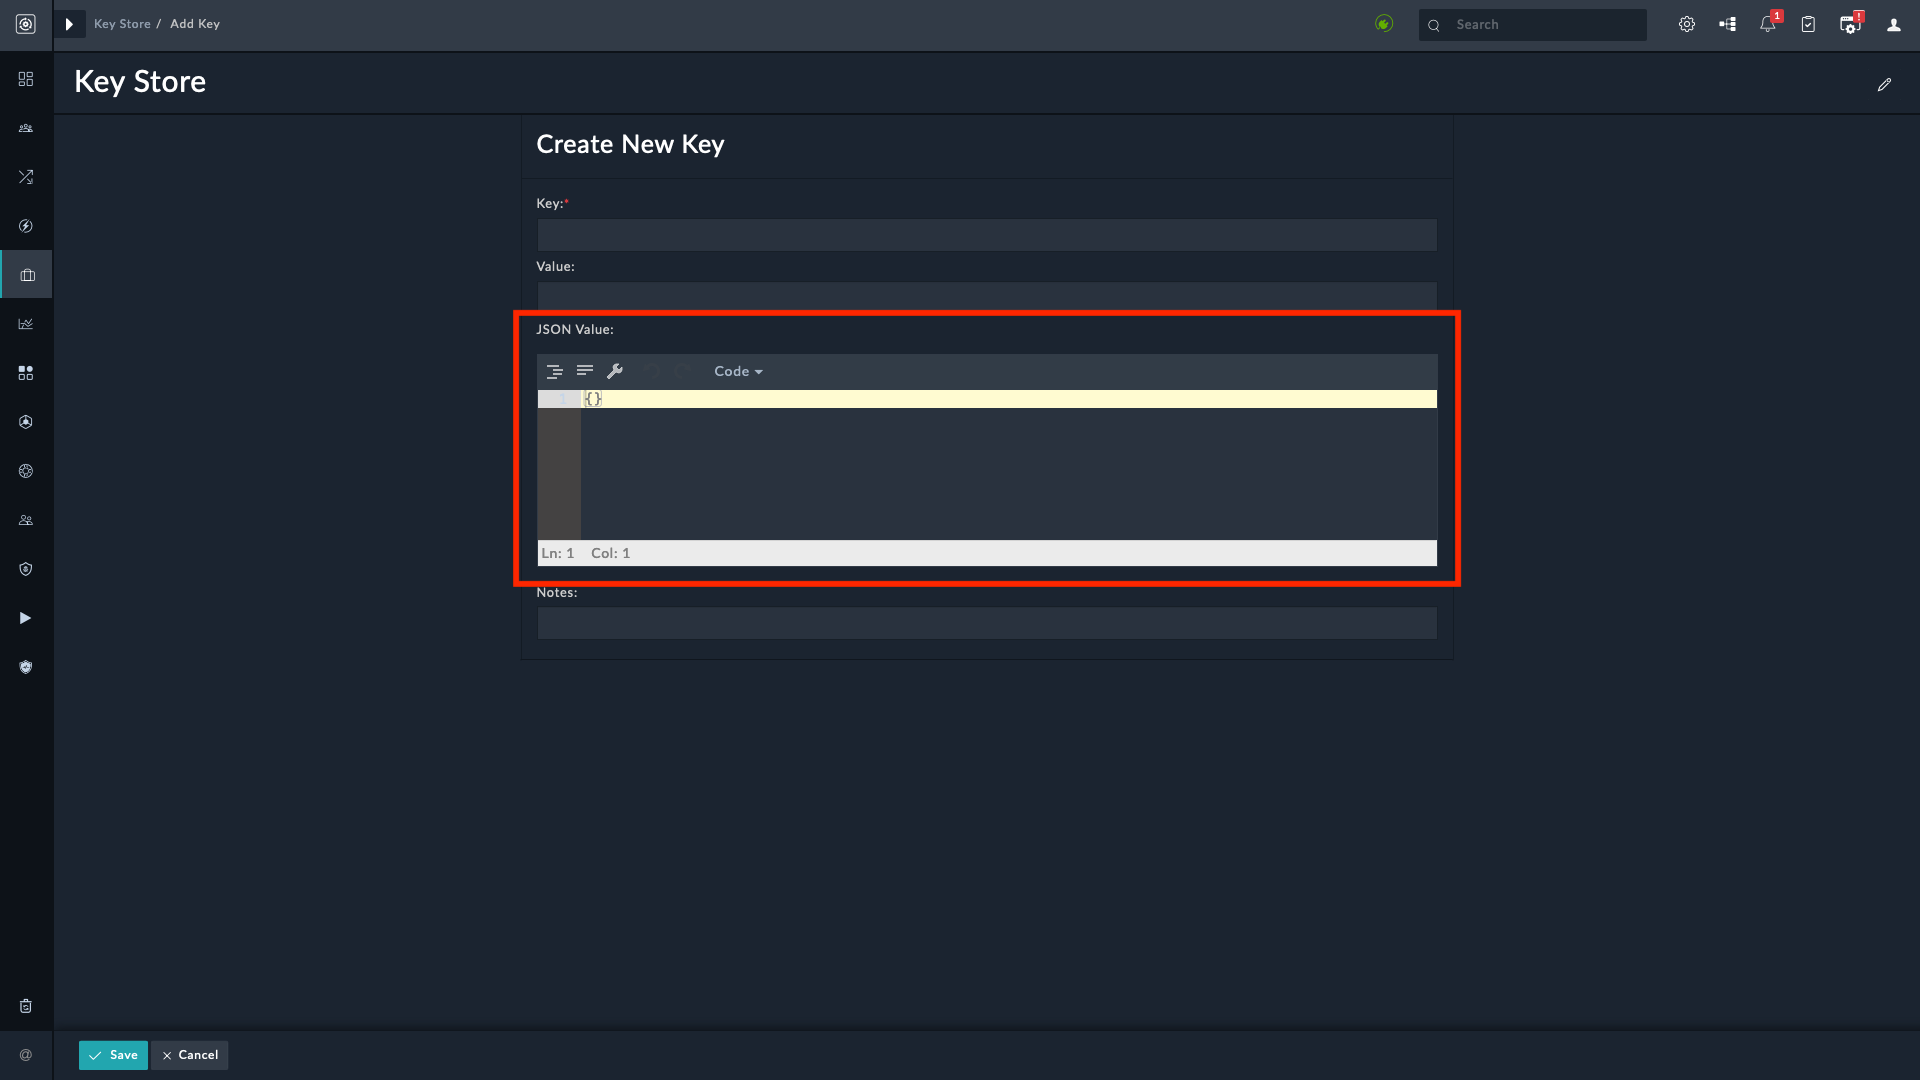 Key Store / Add Key
Search
1
!
Key Store
Create New Key
Key:*
Value:
JSON Value:
Code
1 {}
Ln: 1 Col: 1
Notes:
@
Save
Cancel